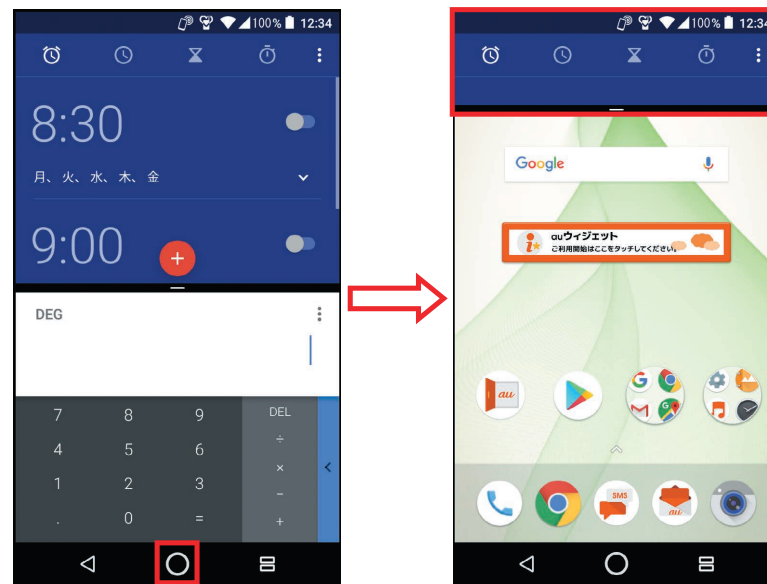 100% 12:34
8:30
月、火、水、木、金
9:00
DEG
7 8 9 DEL
4 5 6 ÷
1 2 3 ×
. 0 = −
+
100% 12:34
Google
auウィジェット
ご利用開始はここをタッチしてください。
au
G
SMS
au